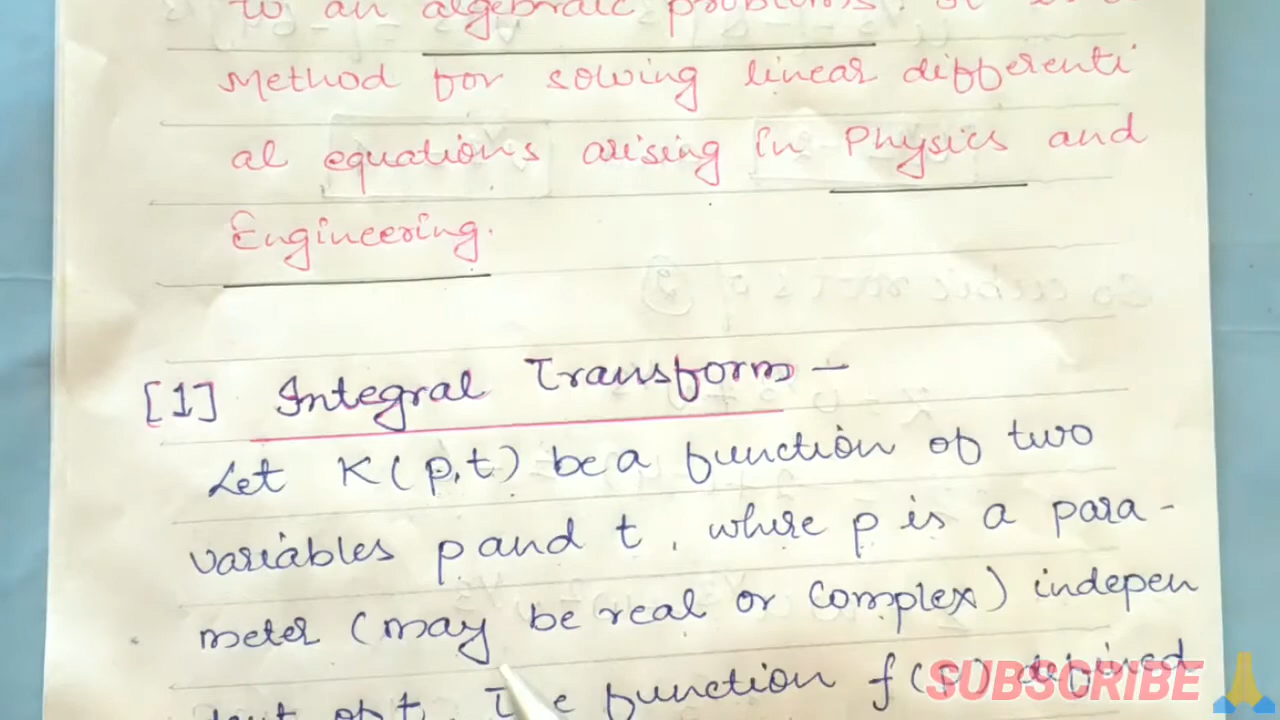 to an algebraic problems.
Method for solving linear differenti
al equations arising in Physics and
Engineering.
[1] Integral Transform -
Let K(p,t) be a function of two
variables p and t, where p is a para-
meter (may be real or complex) indepen
dent of t. The function f(p) defined
SUBSCRIBE